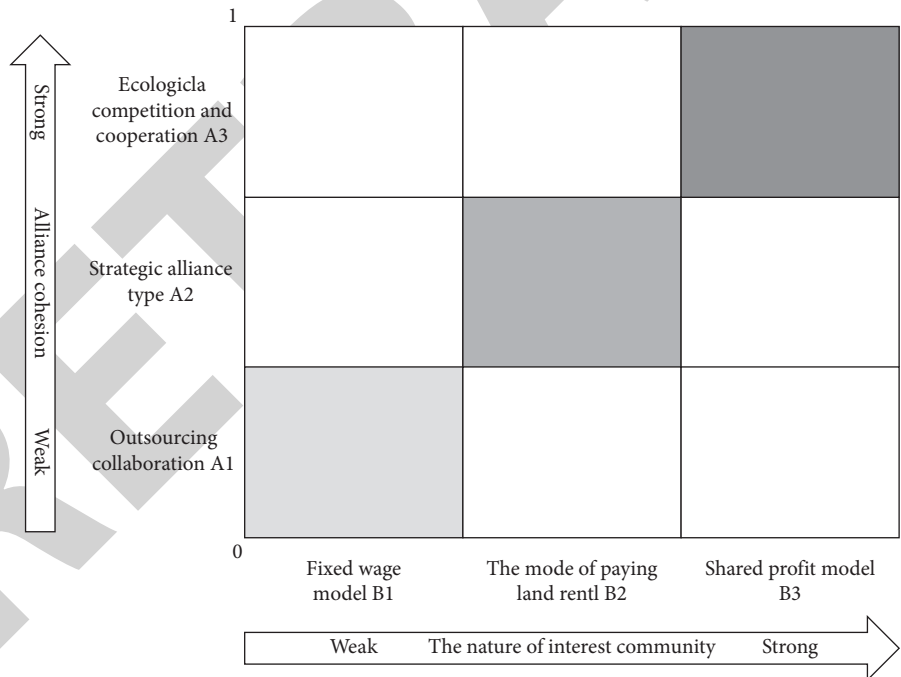 1
Strong
Alliance cohesion
Weak
Ecologicla
competition and
cooperation A3
Strategic alliance
type A2
Outsourcing
collaboration A1
0
Fixed wage
model B1
The mode of paying
land rentl B2
Shared profit model
B3
Weak
The nature of interest community
Strong